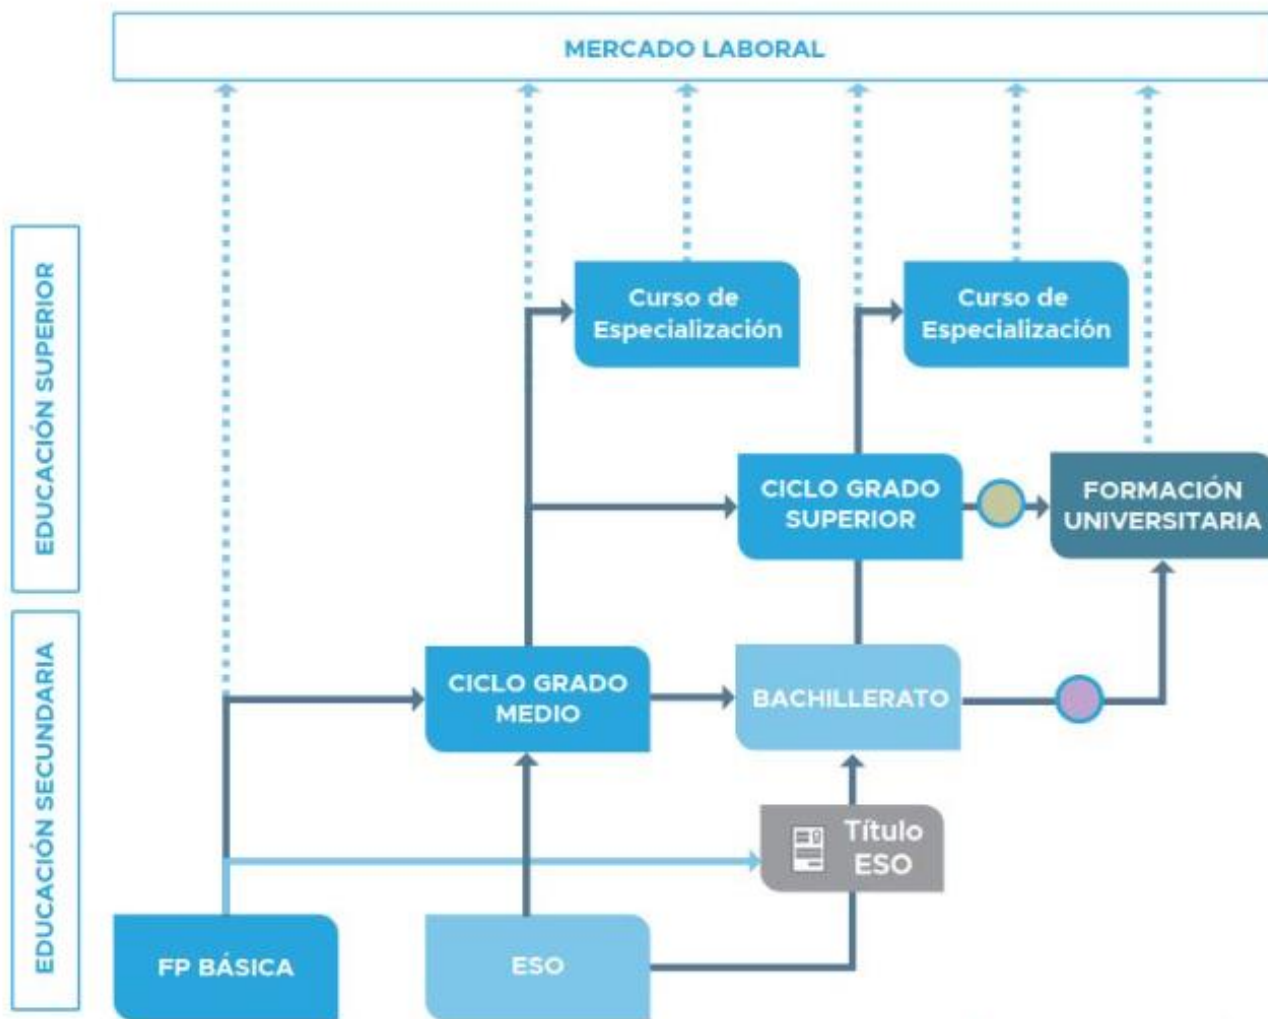 MERCADO LABORAL
EDUCACIÓN SUPERIOR
Curso de
Especialización
Curso de
Especialización
CICLO GRADO
SUPERIOR
FORMACIÓN
UNIVERSITARIA
EDUCACIÓN SECUNDARIA
CICLO GRADO
MEDIO
BACHILLERATO
Título
ESO
FP BÁSICA
ESO